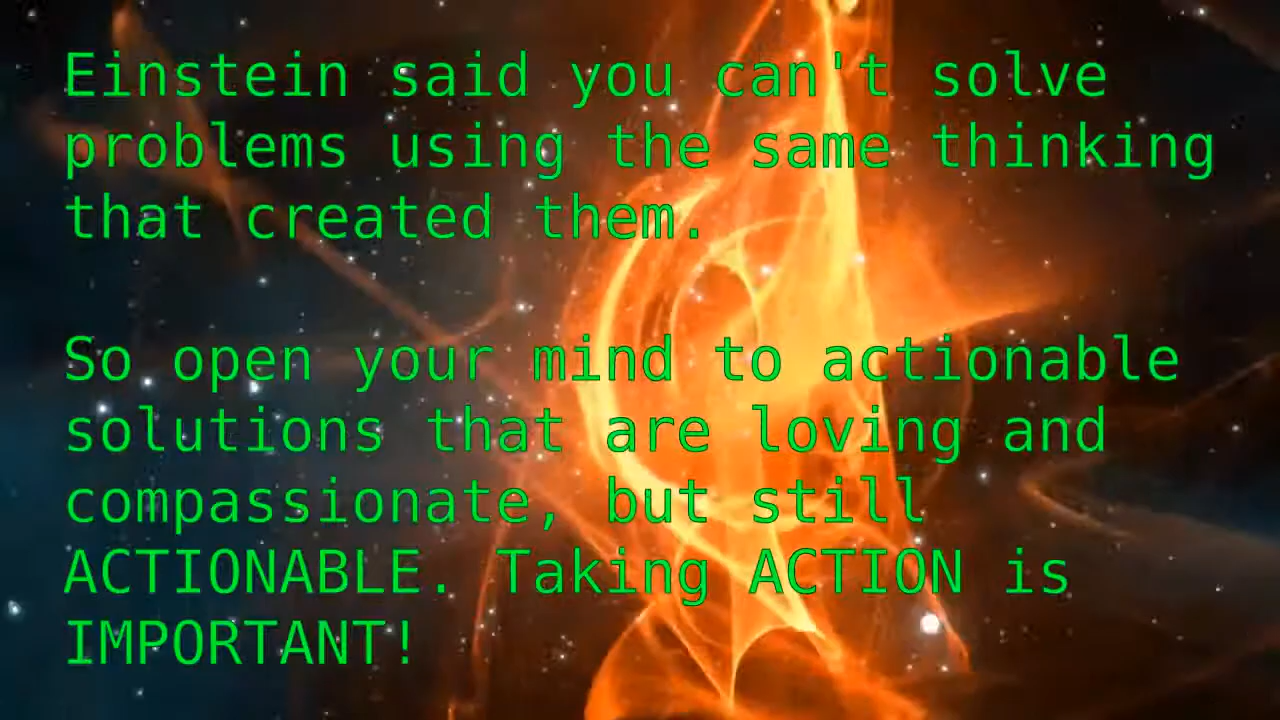 Einstein said you can't solve
problems using the same thinking
that created them.
So open your mind to actionable
solutions that are loving and
compassionate, but still
ACTIONABLE. Taking ACTION is
IMPORTANT!